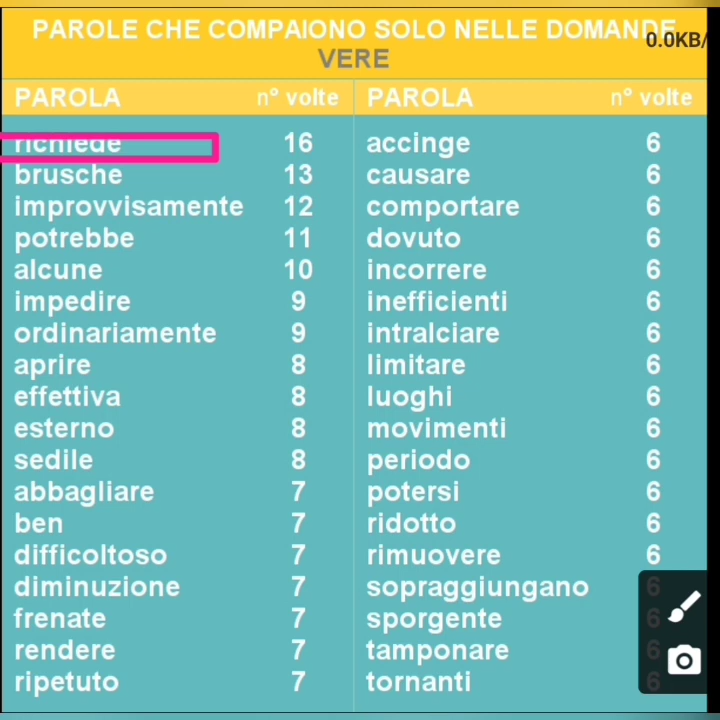 PAROLE CHE COMPAIONO SOLO NELLE DOMANDE
0.0KB/
VERE
PAROLA n° volte PAROLA n° volte
richiede 16 accinge 6
brusche 13 causare 6
improvvisamente 12 comportare 6
potrebbe 11 dovuto 6
alcune 10 incorrere 6
impedire 9 inefficienti 6
ordinariamente 9 intralciare 6
aprire 8 limitare 6
effettiva 8 luoghi 6
esterno 8 movimenti 6
sedile 8 periodo 6
abbagliare 7 potersi 6
ben 7 ridotto 6
difficoltoso 7 rimuovere 6
diminuzione 7 sopraggiungano 6
frenate 7 sporgente 6
rendere 7 tamponare 6
ripetuto 7 tornanti 6